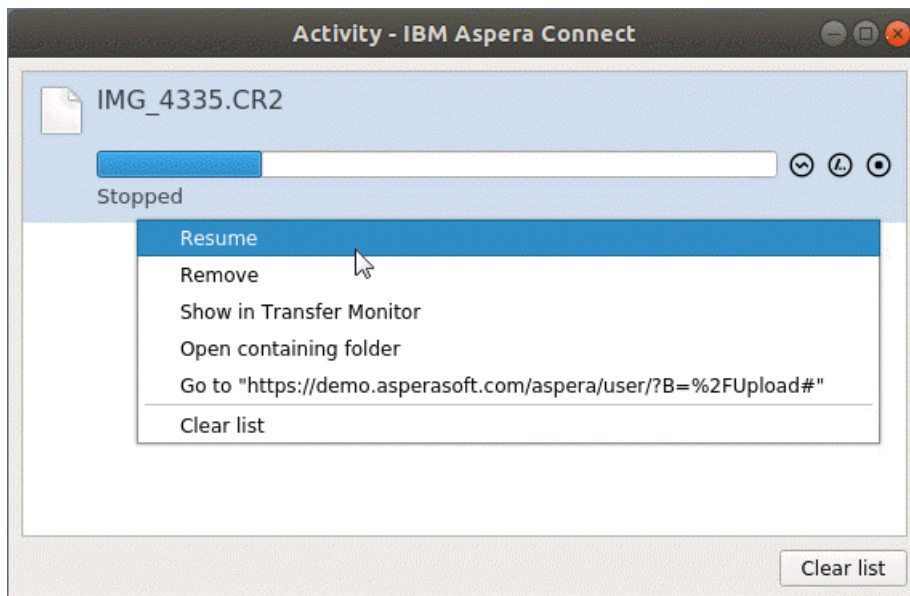 Activity - IBM Aspera Connect
IMG_4335.CR2
Stopped
Resume
Remove
Show in Transfer Monitor
Open containing folder
Go to "https://demo.asperasoft.com/aspera/user/?B=%2FUpload#"
Clear list
Clear list